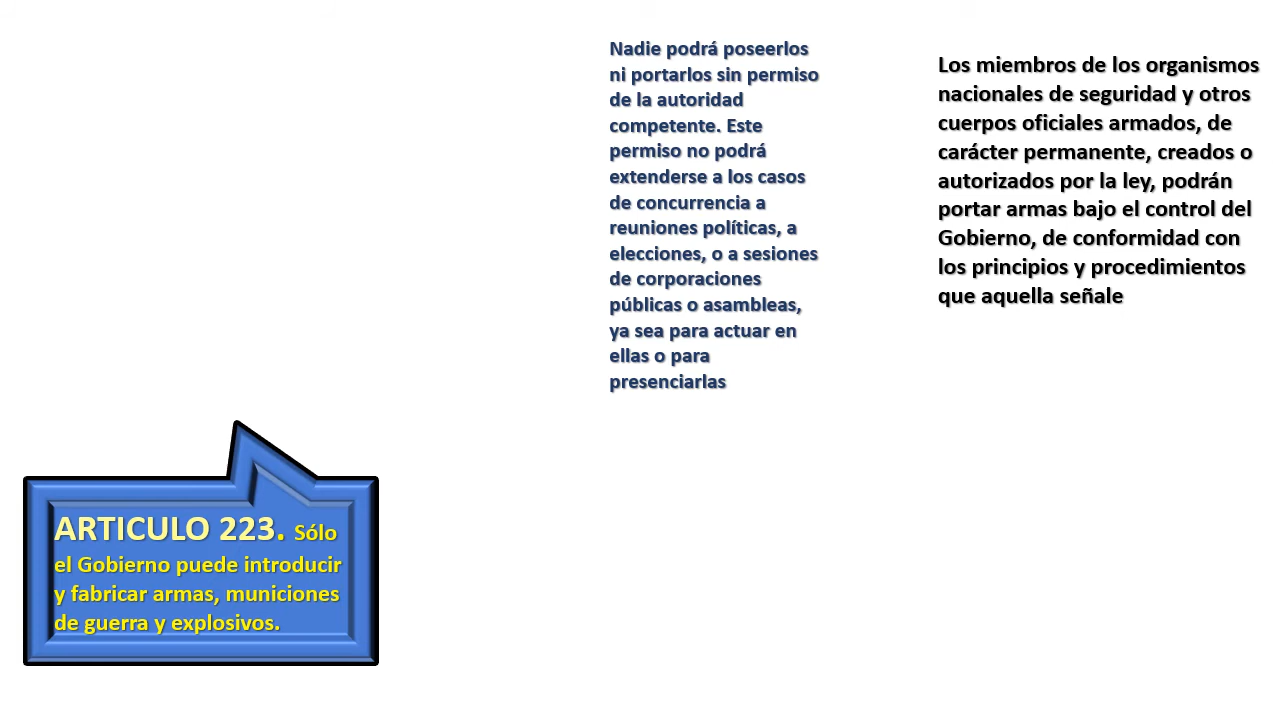 ARTICULO 223. Sólo
el Gobierno puede introducir
y fabricar armas, municiones
de guerra y explosivos.
Nadie podrá poseerlos
ni portarlos sin permiso
de la autoridad
competente. Este
permiso no podrá
extenderse a los casos
de concurrencia a
reuniones políticas, a
elecciones, o a sesiones
de corporaciones
públicas o asambleas,
ya sea para actuar en
ellas o para
presenciarlas
Los miembros de los organismos
nacionales de seguridad y otros
cuerpos oficiales armados, de
carácter permanente, creados o
autorizados por la ley, podrán
portar armas bajo el control del
Gobierno, de conformidad con
los principios y procedimientos
que aquella señale